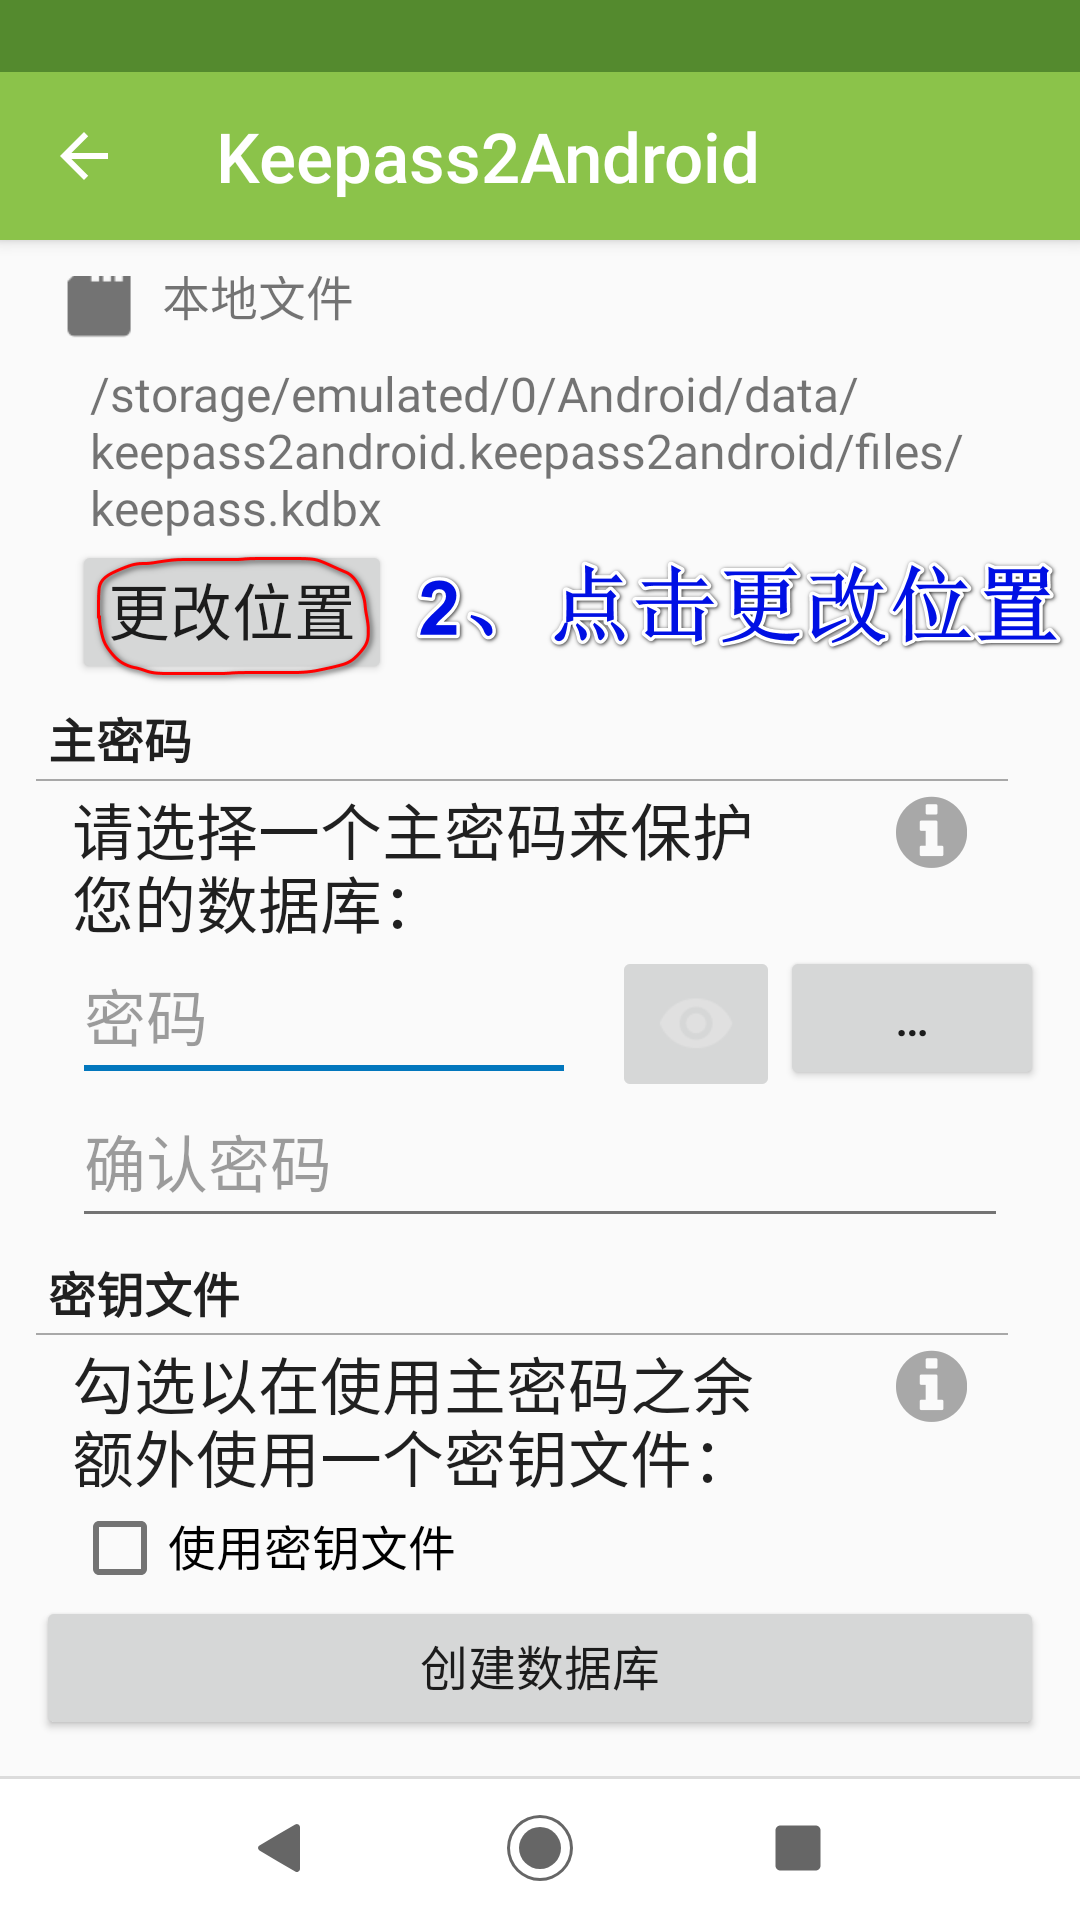 Keepass2Android
本地文件
/storage/emulated/0/Android/data/
keepass2android.keepass2android/files/
keepass.kdbx
更改位置 2、点击更改位置
主密码
请选择一个主密码来保护
您的数据库：
密码 ...
确认密码
密钥文件
勾选以在使用主密码之余
额外使用一个密钥文件：
使用密钥文件
创建数据库